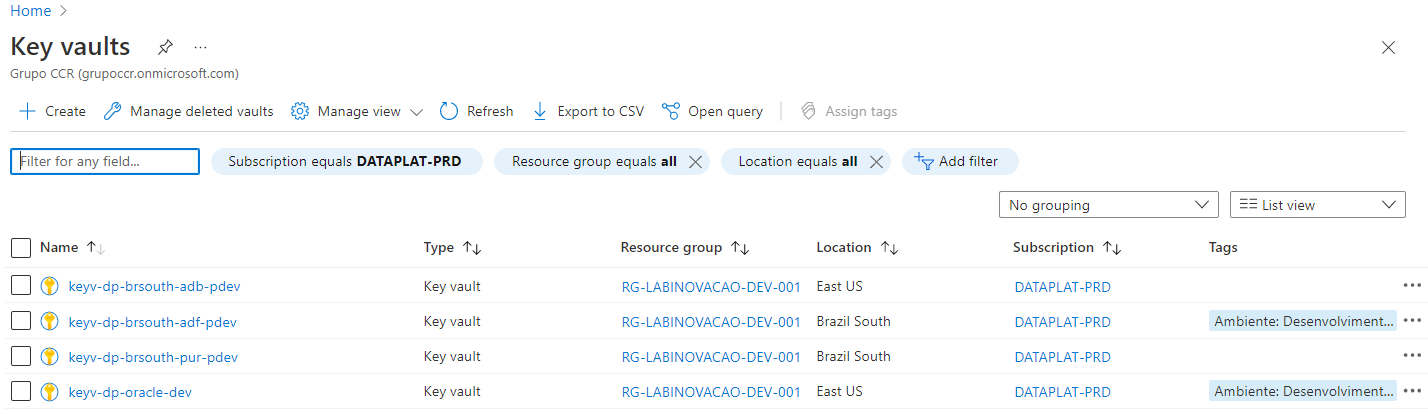 Home
Key vaults
Grupo CCR (grupoccr.onmicrosoft.com)
Create Manage deleted vaults Manage view Refresh Export to CSV Open query Assign tags
Filter for any field... Subscription equals DATAPLAT-PRD Resource group equals all Location equals all Add filter
No grouping List view
Name Type Resource group Location Subscription Tags
keyv-dp-brsouth-adb-pdev Key vault RG-LABINOVACAO-DEV-001 East US DATAPLAT-PRD
keyv-dp-brsouth-adf-pdev Key vault RG-LABINOVACAO-DEV-001 Brazil South DATAPLAT-PRD Ambiente: Desenvolviment...
keyv-dp-brsouth-pur-pdev Key vault RG-LABINOVACAO-DEV-001 Brazil South DATAPLAT-PRD
keyv-dp-oracle-dev Key vault RG-LABINOVACAO-DEV-001 East US DATAPLAT-PRD Ambiente: Desenvolviment...